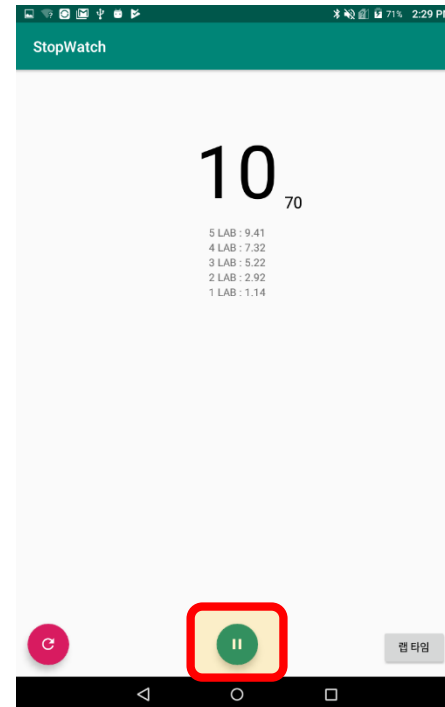 71% 2:29 PM
StopWatch
10 70
5 LAB : 9.41
4 LAB : 7.32
3 LAB : 5.22
2 LAB : 2.92
1 LAB : 1.14
랩 타임